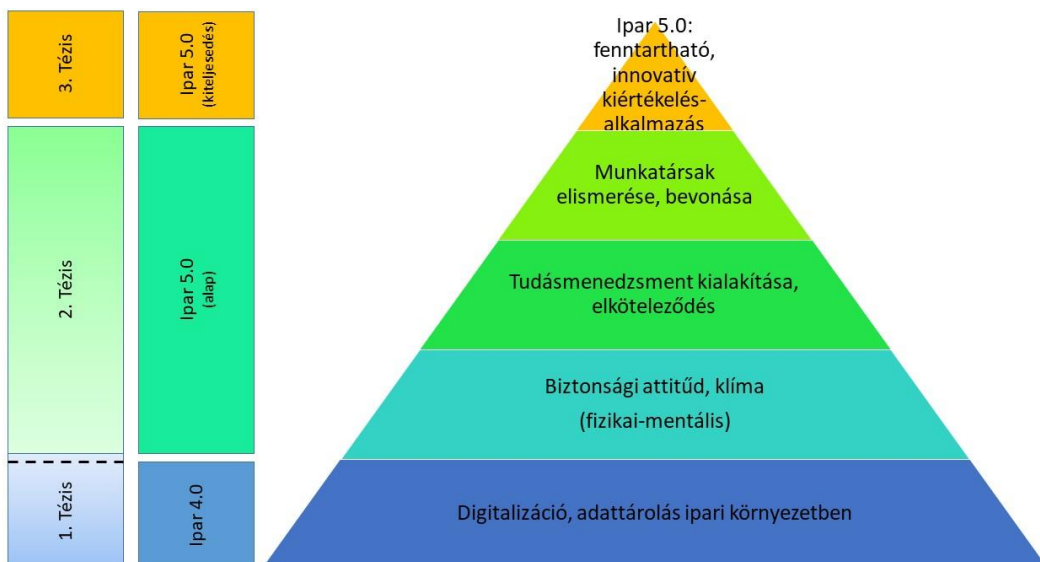 3. Tézis
Ipar 5.0
(kiteljesedés)
2. Tézis
Ipar 5.0
(alap)
1. Tézis
Ipar 4.0
Ipar 5.0:
fenntartható,
innovatív
kiértékelés-
alkalmazás
Munkatársak
elismerése, bevonása
Tudásmenedzsment kialakítása,
elköteleződés
Biztonsági attitűd, klíma
(fizikai-mentális)
Digitalizáció, adattárolás ipari környezetben